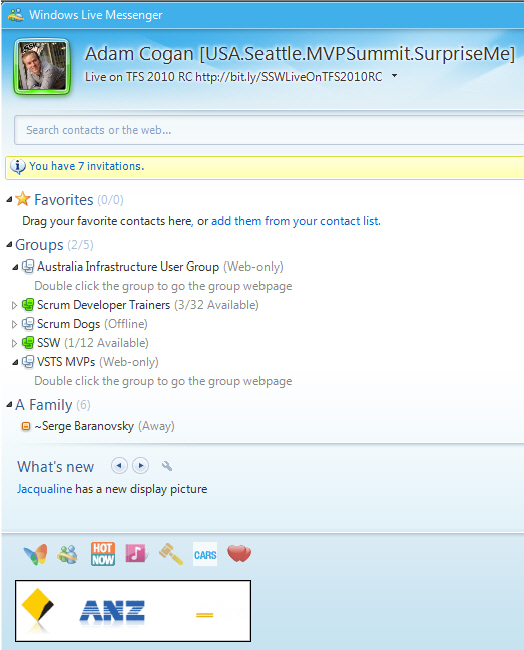 Windows Live Messenger
Adam Cogan [USA.Seattle.MVPSummit.SurpriseMe]
Live on TFS 2010 RC http://bit.ly/SSWLiveOnTFS2010RC
Search contacts or the web...
You have 7 invitations.
Favorites (0/0)
Drag your favorite contacts here, or add them from your contact list.
Groups (2/5)
Australia Infrastructure User Group (Web-only)
Double click the group to go the group webpage
Scrum Developer Trainers (3/32 Available)
Scrum Dogs (Offline)
SSW (1/12 Available)
VSTS MVPs (Web-only)
Double click the group to go the group webpage
A Family (6)
~Serge Baranovsky (Away)
What's new
Jacqualine has a new display picture
HOT NOW CARS
ANZ